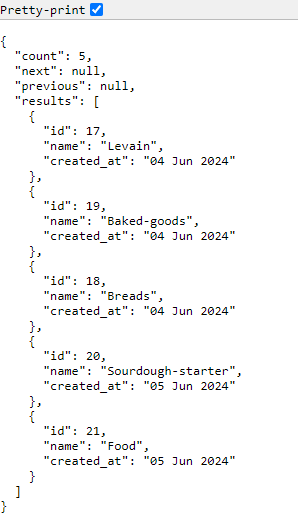 Pretty-print
{
  "count": 5,
  "next": null,
  "previous": null,
  "results": [
    {
      "id": 17,
      "name": "Levain",
      "created_at": "04 Jun 2024"
    },
    {
      "id": 19,
      "name": "Baked-goods",
      "created_at": "04 Jun 2024"
    },
    {
      "id": 18,
      "name": "Breads",
      "created_at": "04 Jun 2024"
    },
    {
      "id": 20,
      "name": "Sourdough-starter",
      "created_at": "05 Jun 2024"
    },
    {
      "id": 21,
      "name": "Food",
      "created_at": "05 Jun 2024"
    }
  ]
}